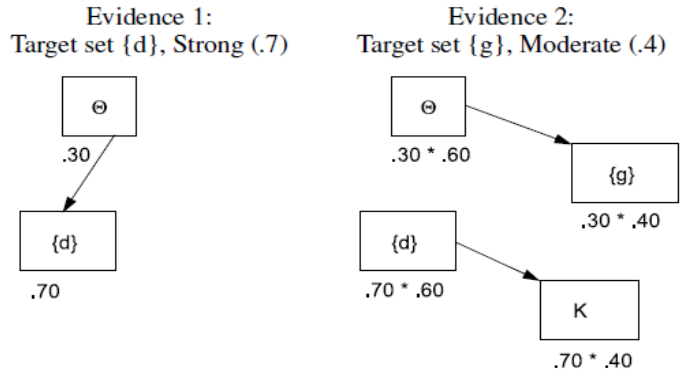 Evidence 1:
Target set {d}, Strong (.7)
Θ
.30
{d}
.70
Evidence 2:
Target set {g}, Moderate (.4)
Θ
.30 * .60
{g}
.30 * .40
{d}
.70 * .60
K
.70 * .40